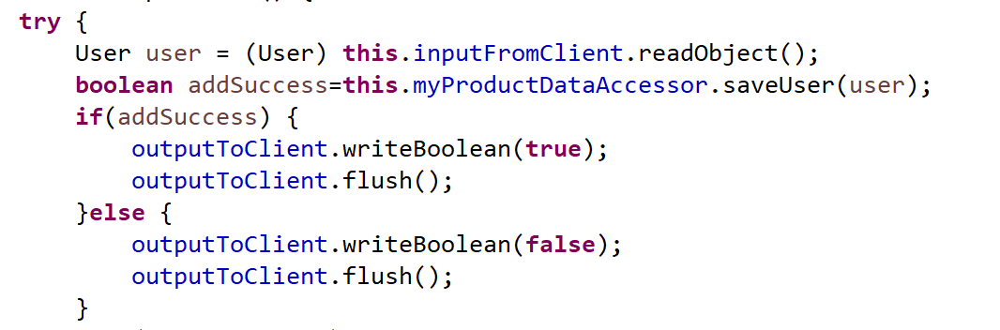 try {
    User user = (User) this.inputFromClient.readObject();
    boolean addSuccess=this.myProductDataAccessor.saveUser(user);
    if(addSuccess) {
        outputToClient.writeBoolean(true);
        outputToClient.flush();
    }else {
        outputToClient.writeBoolean(false);
        outputToClient.flush();
    }